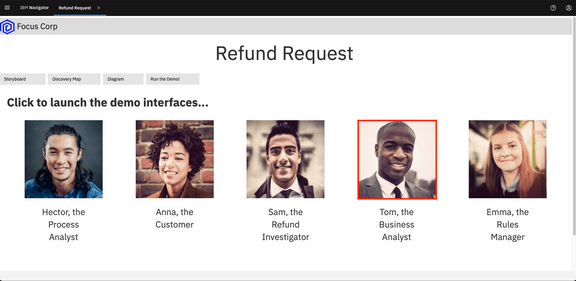 IBM Navigator
Refund Request ×
Focus Corp
Refund Request
Storyboard
Discovery Map
Diagram
Run the Demo!
Click to launch the demo interfaces...
Hector, the
Process
Analyst
Anna, the
Customer
Sam, the
Refund
Investigator
Tom, the
Business
Analyst
Emma, the
Rules
Manager